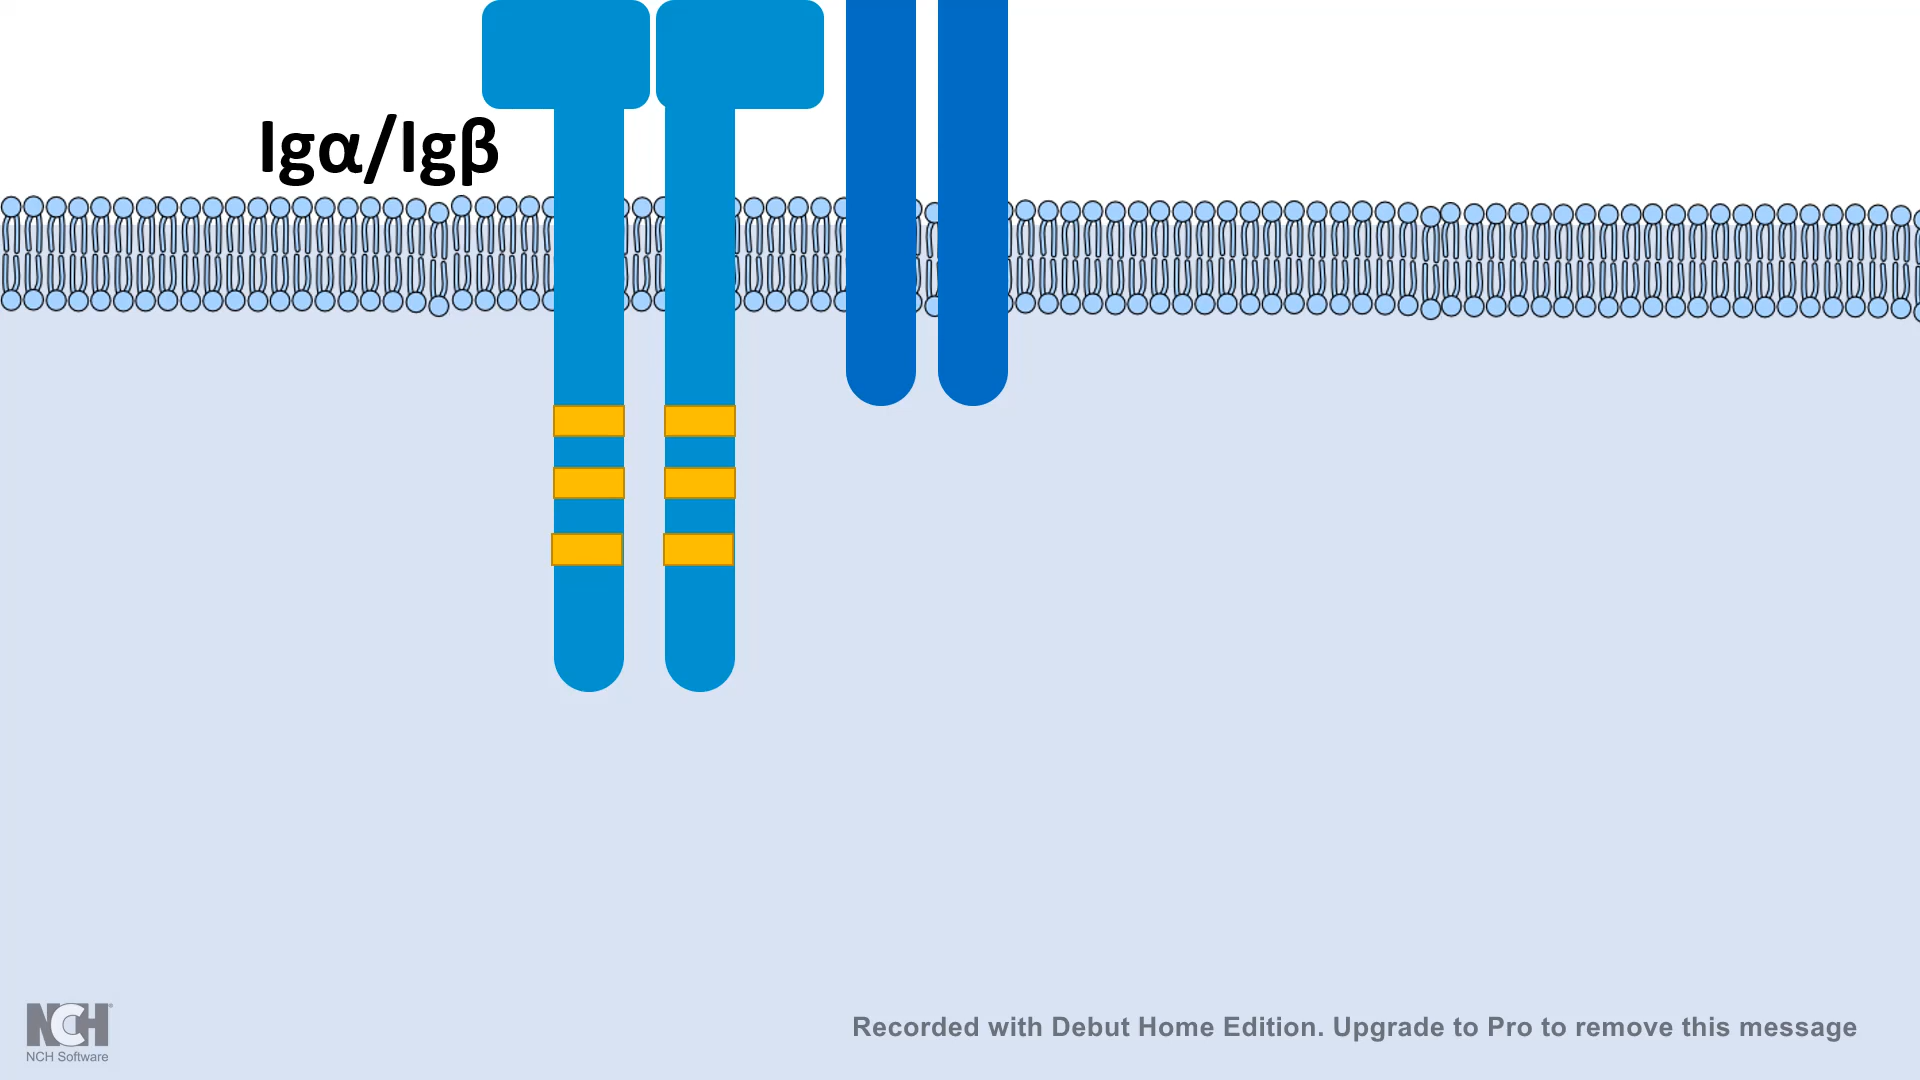 Igα/Igβ
NCH
NCH Software
Recorded with Debut Home Edition. Upgrade to Pro to remove this message